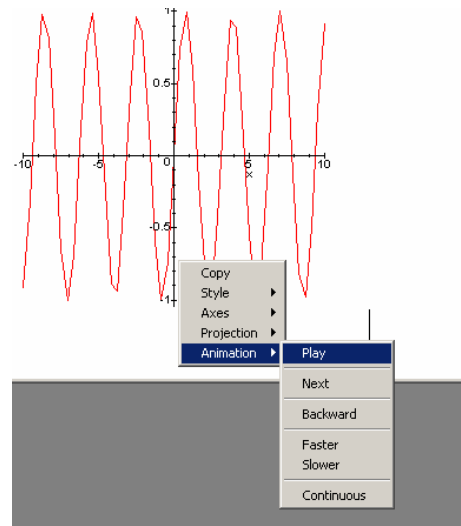 1
0.5
-10 -5 0 5 10
x
-0.5
-1
Copy
Style
Axes
Projection
Animation
Play
Next
Backward
Faster
Slower
Continuous